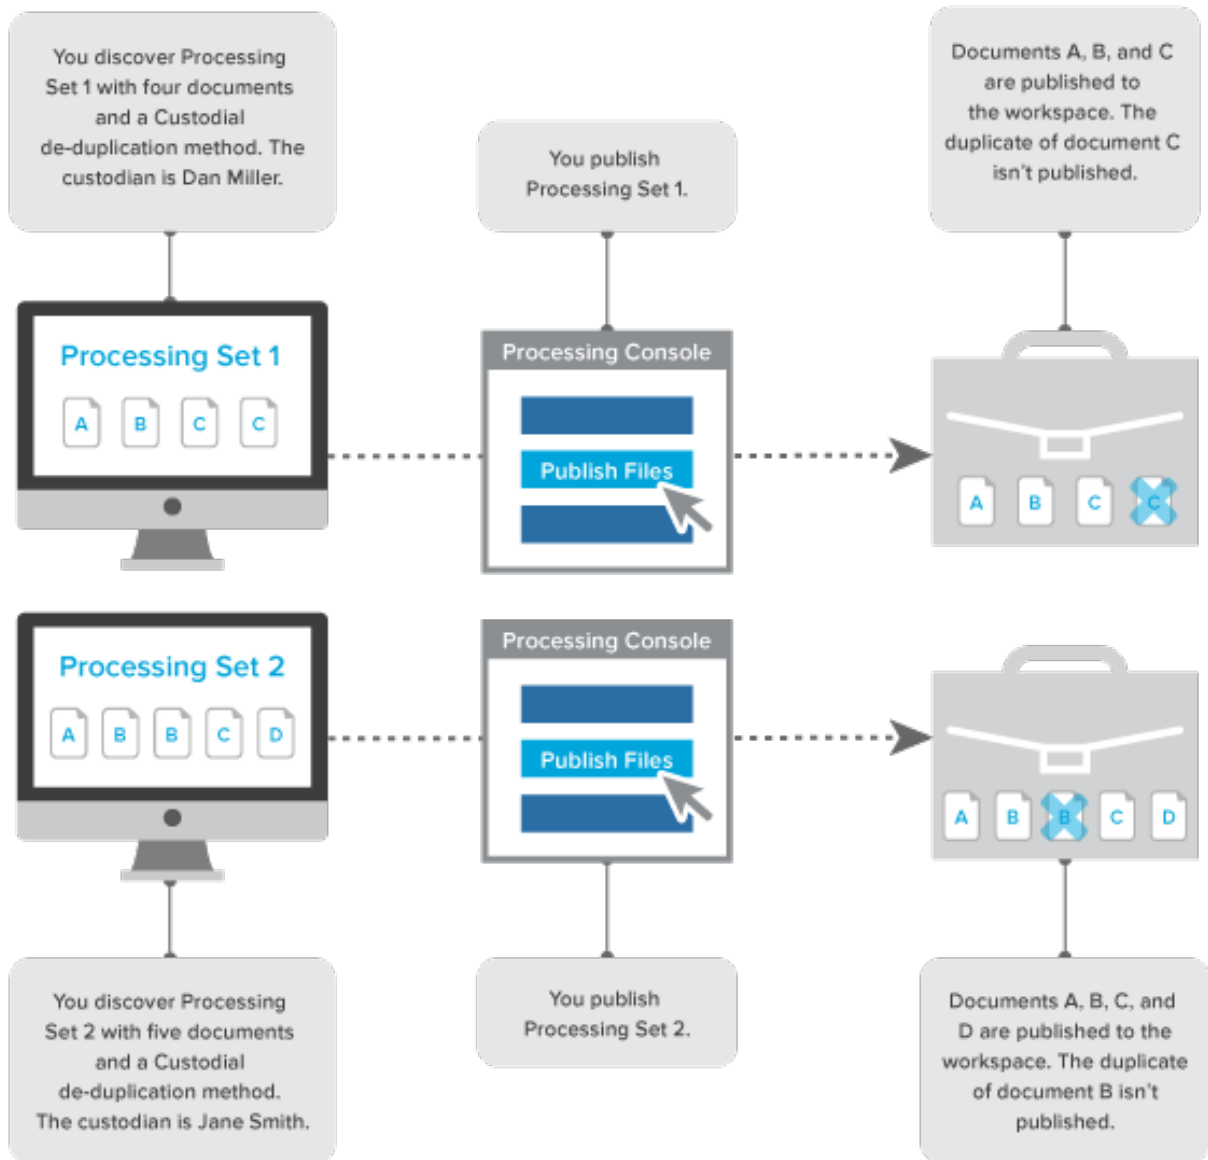 You discover Processing
Set 1 with four documents
and a Custodial
de-duplication method. The
custodian is Dan Miller.
You publish
Processing Set 1.
Documents A, B, and C
are published to
the workspace. The
duplicate of document C
isn't published.
Processing Set 1
A B C C
Processing Console
Publish Files
A B C C
Processing Set 2
A B B C D
Processing Console
Publish Files
A B B C D
You discover Processing
Set 2 with five documents
and a Custodial
de-duplication method.
The custodian is Jane Smith.
You publish
Processing Set 2.
Documents A, B, C, and
D are published to the
workspace. The duplicate
of document B isn't
published.